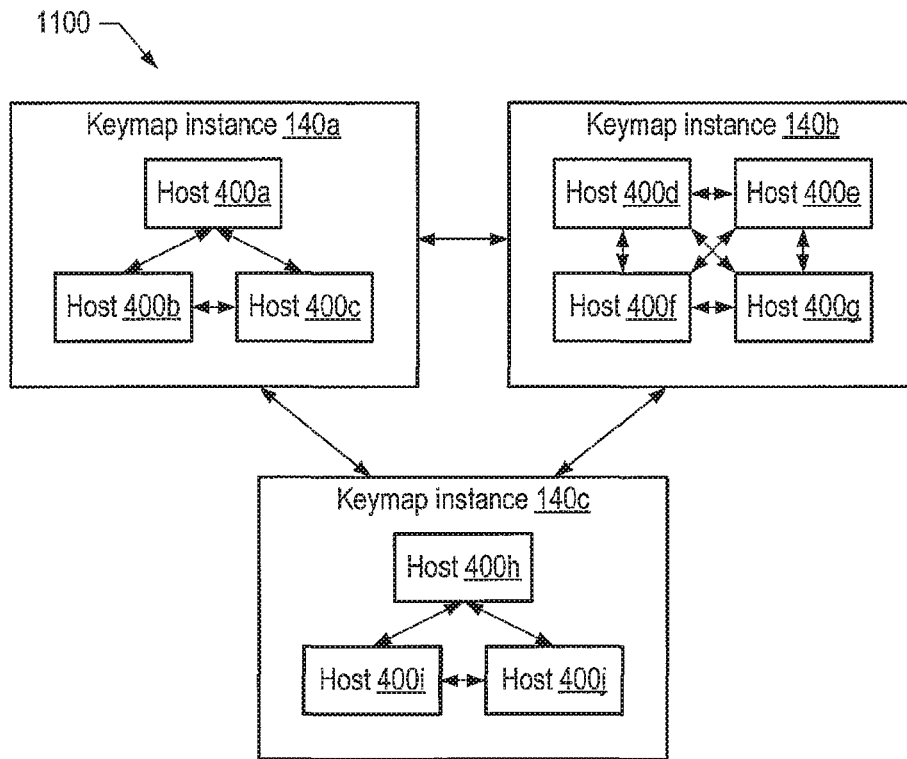 1100
Keymap instance 140a
Host 400a
Host 400b
Host 400c
Keymap instance 140b
Host 400d
Host 400e
Host 400f
Host 400g
Keymap instance 140c
Host 400h
Host 400i
Host 400j